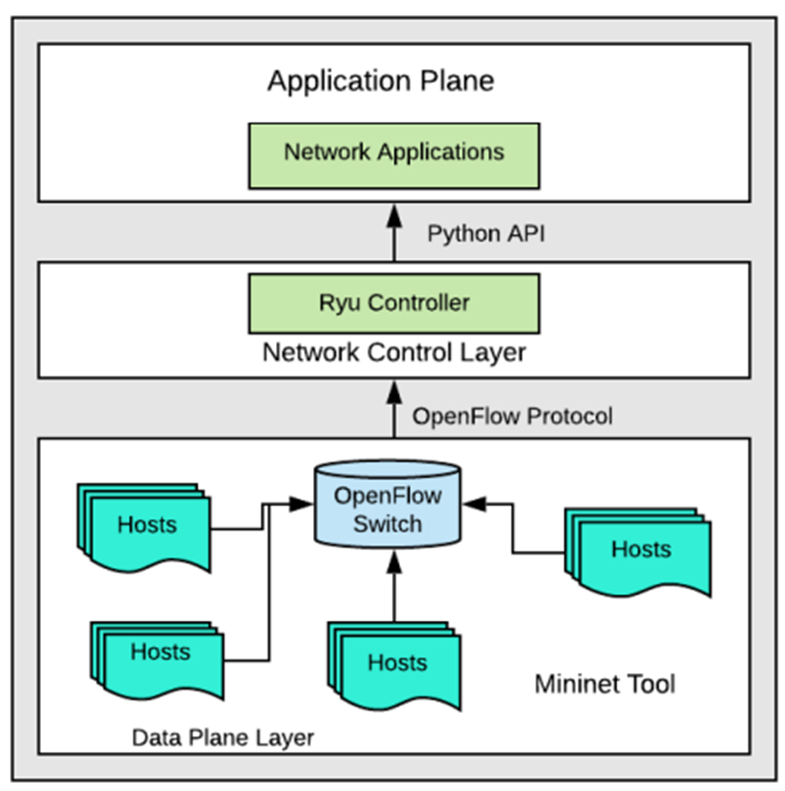 Application Plane
Network Applications
Python API
Ryu Controller
Network Control Layer
OpenFlow Protocol
OpenFlow
Switch
Hosts
Hosts
Hosts
Hosts
Mininet Tool
Data Plane Layer